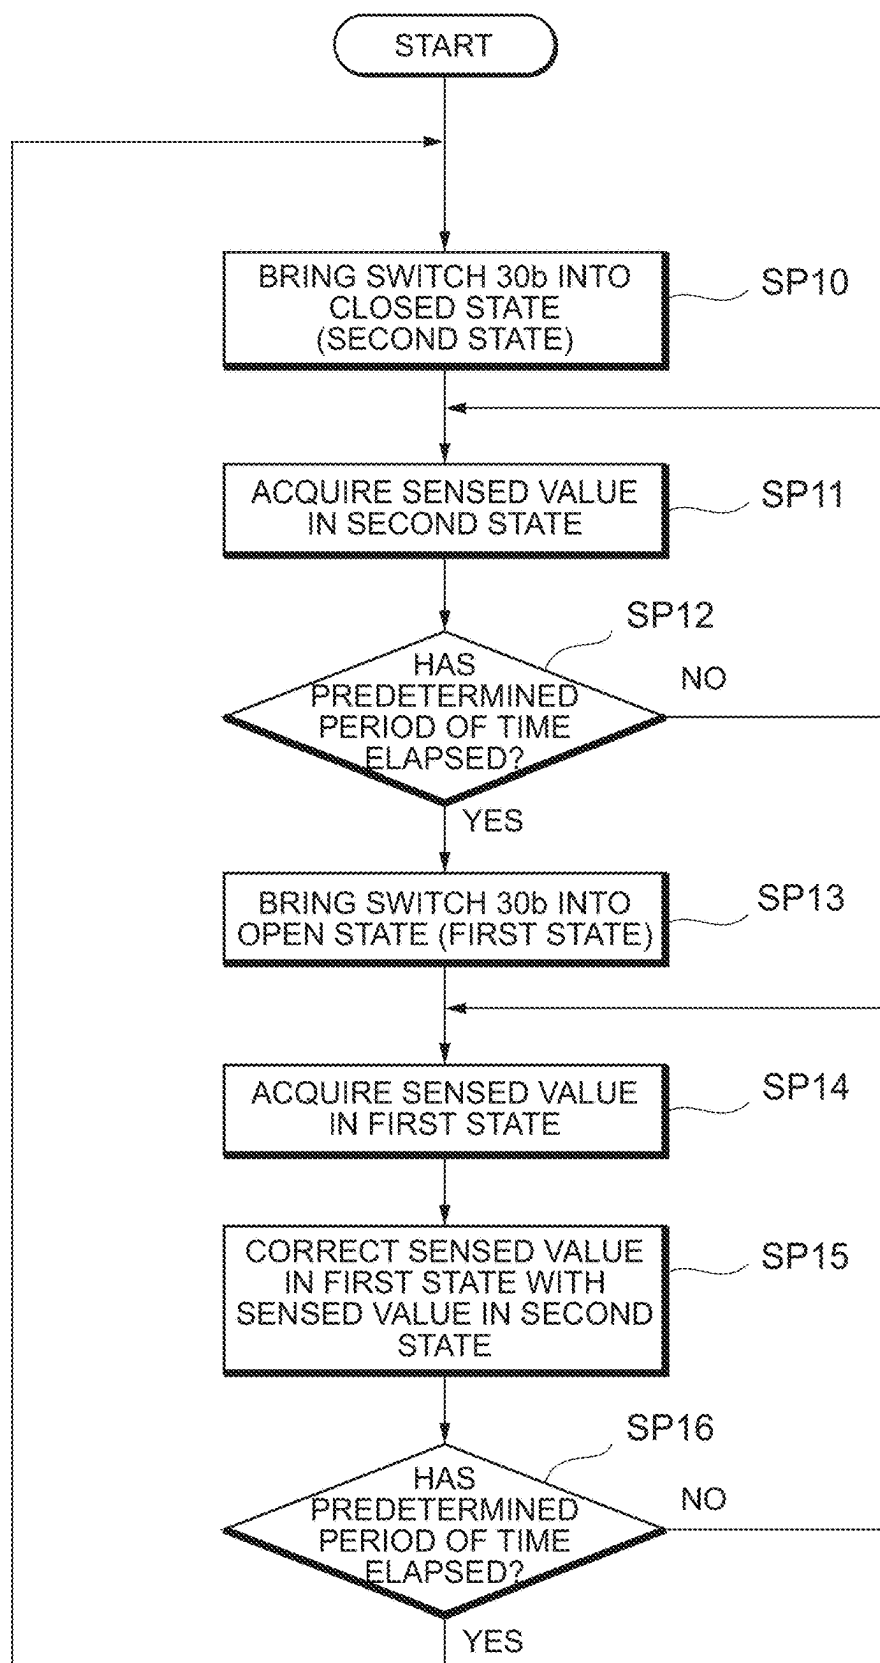 START
BRING SWITCH 30b INTO
CLOSED STATE
(SECOND STATE)
SP10
ACQUIRE SENSED VALUE
IN SECOND STATE
SP11
SP12
HAS
PREDETERMINED
PERIOD OF TIME
ELAPSED?
NO
YES
BRING SWITCH 30b INTO
OPEN STATE (FIRST STATE)
SP13
ACQUIRE SENSED VALUE
IN FIRST STATE
SP14
CORRECT SENSED VALUE
IN FIRST STATE WITH
SENSED VALUE IN SECOND
STATE
SP15
SP16
HAS
PREDETERMINED
PERIOD OF TIME
ELAPSED?
NO
YES